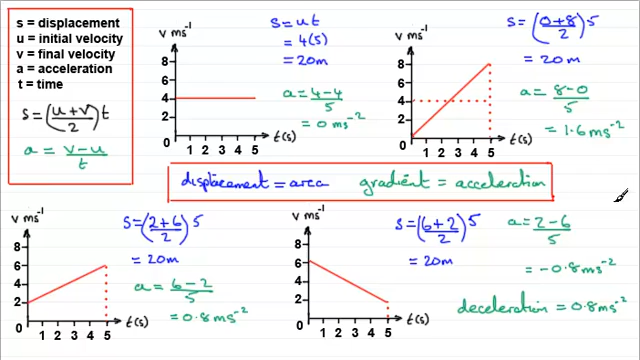 s = displacement
u = initial velocity
v = final velocity
a = acceleration
t = time
s = (u+v/2) t
a = v-u/t
v ms⁻¹
8
6
4
2
0
1 2 3 4 5 t(s)
s = ut
= 4(5)
= 20m
a = 4-4/5
= 0 ms⁻²
v ms⁻¹
8
6
4
2
0
1 2 3 4 5 t(s)
s = (0+8/2) 5
= 20m
a = 8-0/5
= 1.6 ms⁻²
displacement = area gradient = acceleration
v ms⁻¹
8
6
4
2
0
1 2 3 4 5 t(s)
s = (2+6/2) 5
= 20m
a = 6-2/5
= 0.8 ms⁻²
v ms⁻¹
8
6
4
2
0
1 2 3 4 5 t(s)
s = (6+2/2) 5
= 20m
a = 2-6/5
= -0.8 ms⁻²
deceleration = 0.8 ms⁻²